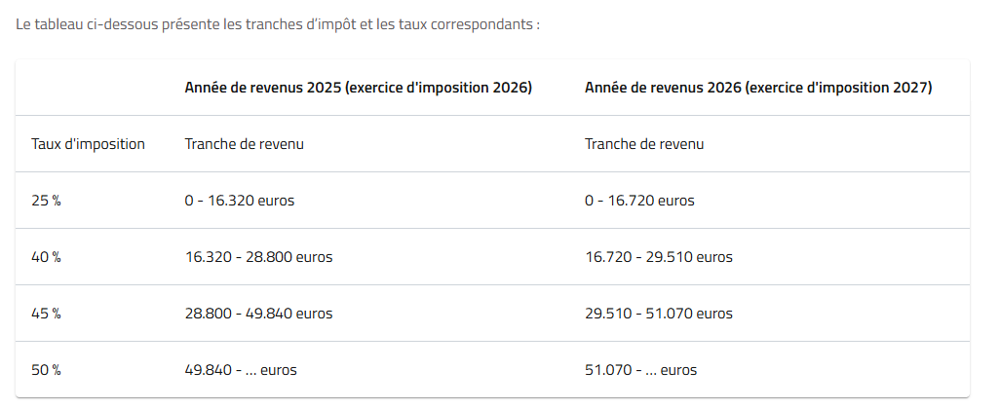 Le tableau ci-dessous présente les tranches d’impôt et les taux correspondants :
Année de revenus 2025 (exercice d'imposition 2026) Année de revenus 2026 (exercice d'imposition 2027)
Taux d'imposition Tranche de revenu Tranche de revenu
25 % 0 - 16.320 euros 0 - 16.720 euros
40 % 16.320 - 28.800 euros 16.720 - 29.510 euros
45 % 28.800 - 49.840 euros 29.510 - 51.070 euros
50 % 49.840 - ... euros 51.070 - ... euros